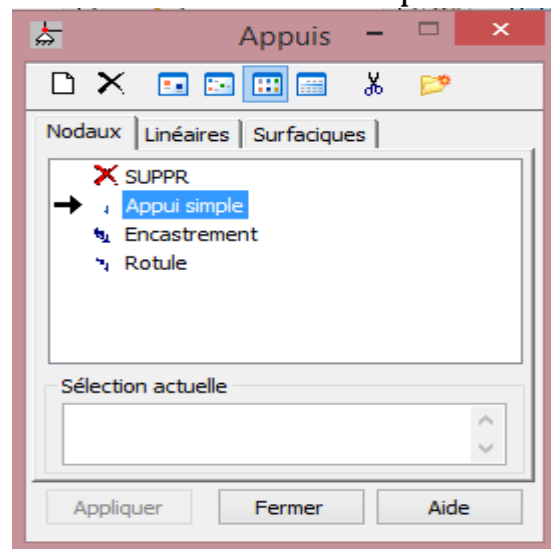 Appuis
Nodaux Linéaires Surfaciques
SUPPR
Appui simple
Encastrement
Rotule
Sélection actuelle
Appliquer Fermer Aide